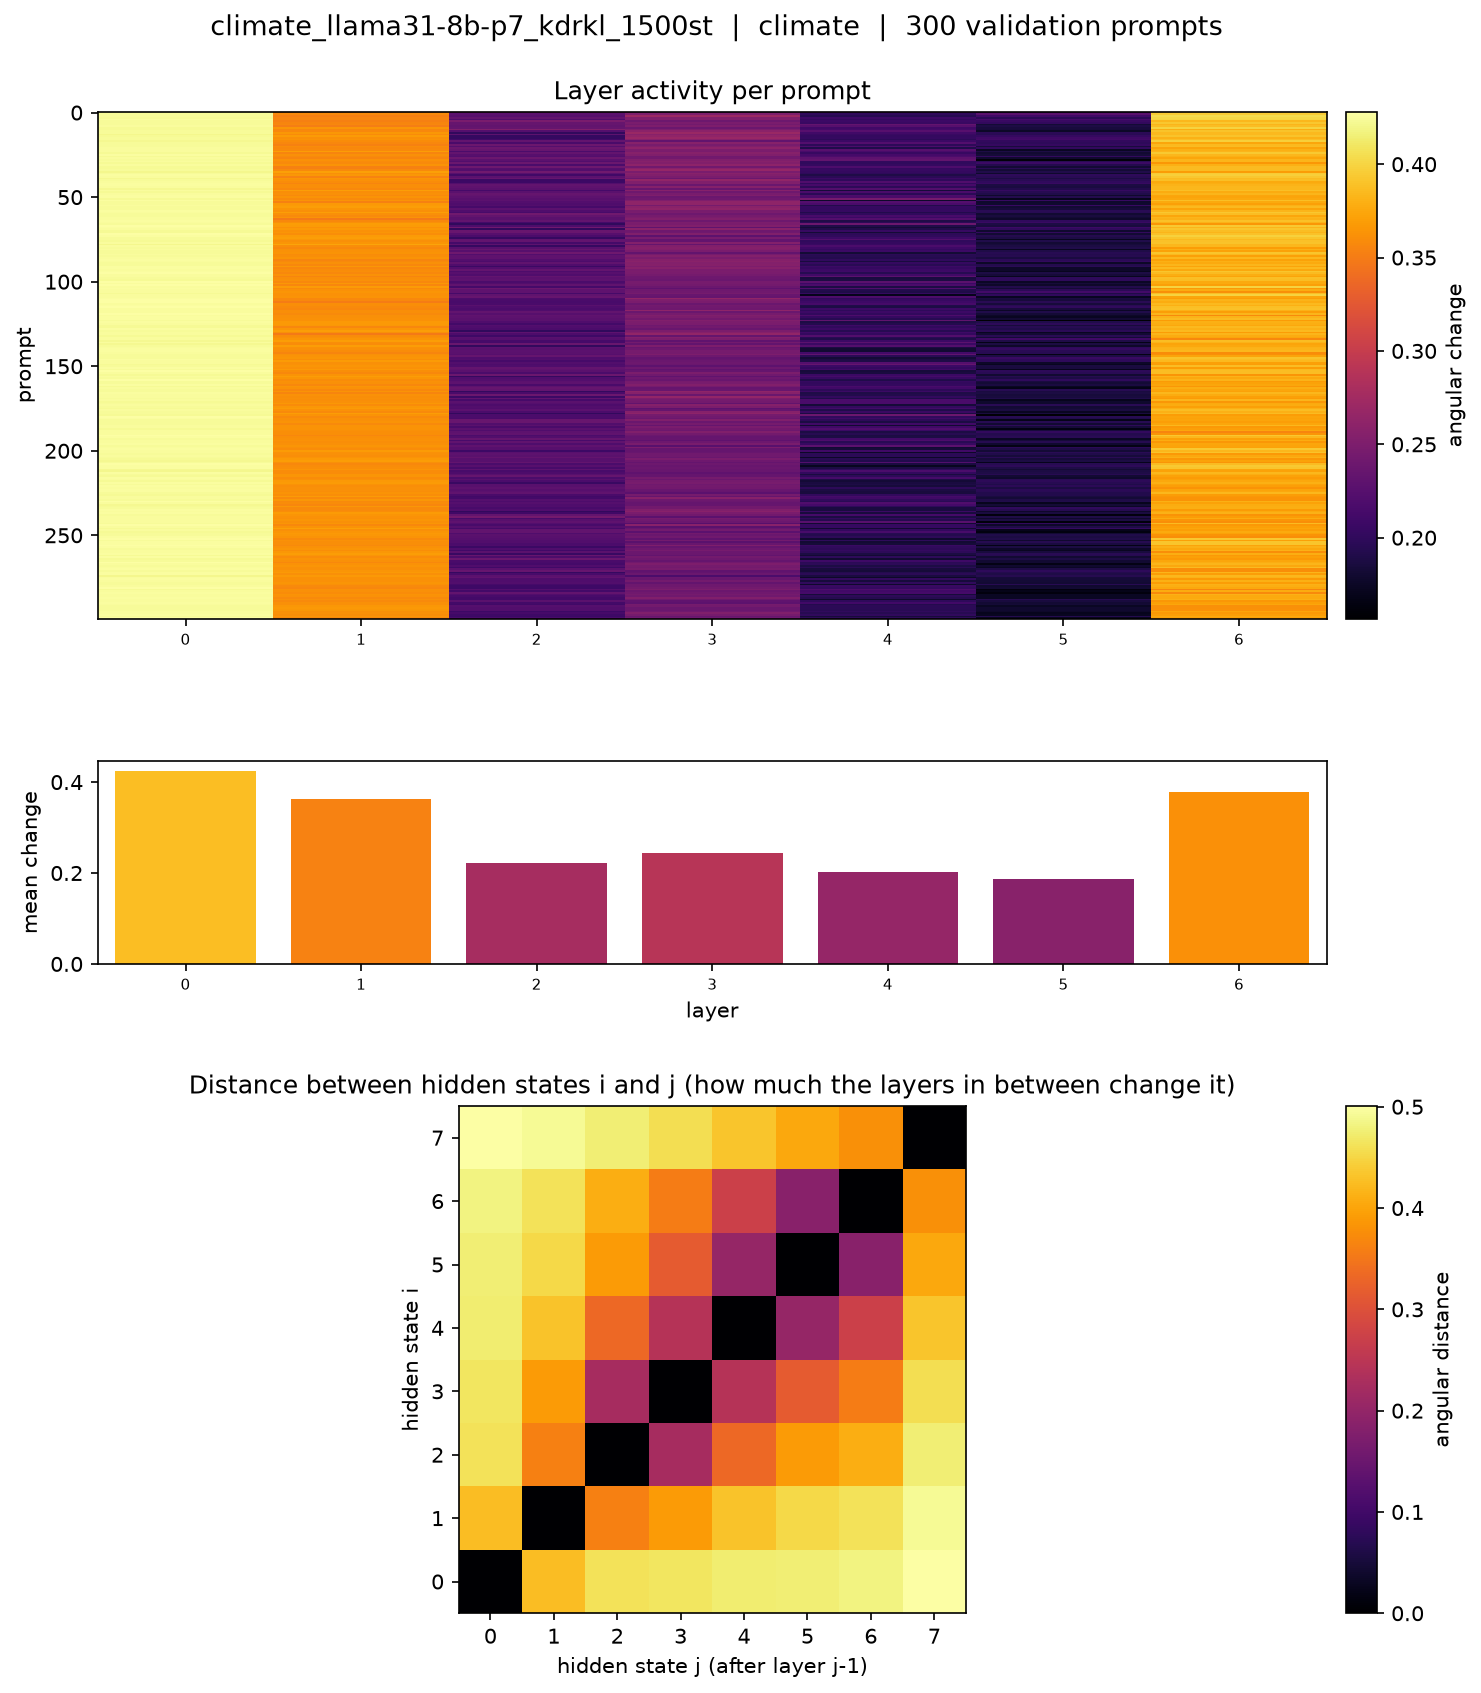 climate_llama31-8b-p7_kdrkl_1500st  |  climate  |  300 validation prompts
Layer activity per prompt
prompt
0
50
100
150
200
250
0 1 2 3 4 5 6
0.40
0.35
0.30
0.25
0.20
angular change
mean change
0.4
0.2
0.0
0 1 2 3 4 5 6
layer
Distance between hidden states i and j (how much the layers in between change it)
hidden state i
7
6
5
4
3
2
1
0
0 1 2 3 4 5 6 7
hidden state j (after layer j-1)
0.5
0.4
0.3
0.2
0.1
0.0
angular distance